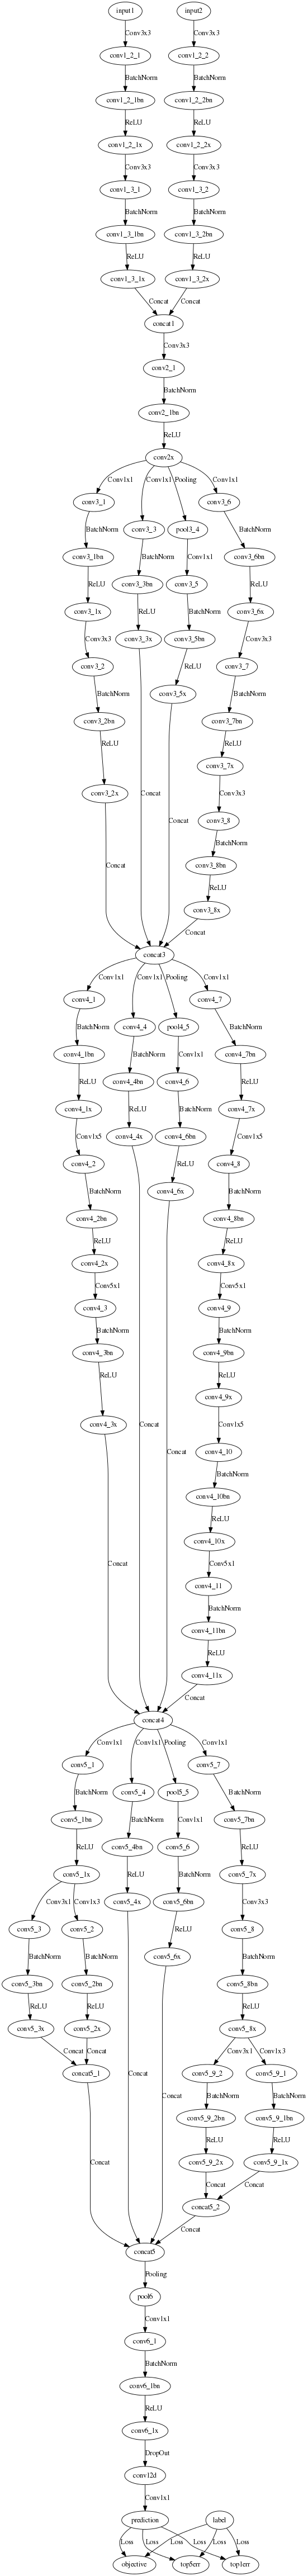 input1 input2
Conv3x3 Conv3x3
conv1_2_1 conv1_2_2
BatchNorm BatchNorm
conv1_2_1bn conv1_2_2bn
ReLU ReLU
conv1_2_1x conv1_2_2x
Conv3x3 Conv3x3
conv1_3_1 conv1_3_2
BatchNorm BatchNorm
conv1_3_1bn conv1_3_2bn
ReLU ReLU
conv1_3_1x conv1_3_2x
Concat Concat
concat1
Conv3x3
conv2_1
BatchNorm
conv2_1bn
ReLU
conv2x
Conv1x1 Conv1x1 Pooling Conv1x1
conv3_1 conv3_6
conv3_3 pool3_4
BatchNorm Conv1x1 BatchNorm
conv3_1bn BatchNorm conv3_6bn
conv3_3bn conv3_5
ReLU ReLU BatchNorm ReLU
conv3_1x conv3_6x
conv3_3x conv3_5bn
Conv3x3 Conv3x3
conv3_2 ReLU conv3_7
BatchNorm conv3_5x BatchNorm
conv3_2bn conv3_7bn
ReLU ReLU
conv3_7x
conv3_2x Concat Conv3x3
Concat conv3_8
BatchNorm
Concat conv3_8bn
ReLU
conv3_8x
Concat
concat3
Conv1x1 Conv1x1 Pooling Conv1x1
conv4_1 conv4_7
conv4_4 pool4_5
BatchNorm Conv1x1 BatchNorm
conv4_1bn BatchNorm conv4_7bn
conv4_4bn conv4_6
ReLU ReLU BatchNorm ReLU
conv4_1x conv4_7x
conv4_4x conv4_6bn
Conv1x5 Conv1x5
conv4_2 ReLU conv4_8
BatchNorm conv4_6x BatchNorm
conv4_2bn conv4_8bn
ReLU ReLU
conv4_2x conv4_8x
Conv5x1 Conv5x1
conv4_3 conv4_9
BatchNorm BatchNorm
conv4_3bn conv4_9bn
ReLU ReLU
conv4_9x
conv4_3x Concat Conv1x5
Concat conv4_10
BatchNorm
conv4_10bn
ReLU
conv4_10x
Concat Conv5x1
conv4_11
BatchNorm
conv4_11bn
ReLU
conv4_11x
Concat
concat4
Conv1x1 Conv1x1 Pooling Conv1x1
conv5_1 conv5_7
conv5_4 pool5_5
BatchNorm Conv1x1 BatchNorm
conv5_1bn BatchNorm conv5_7bn
conv5_4bn conv5_6
ReLU ReLU BatchNorm ReLU
conv5_1x conv5_7x
conv5_4x conv5_6bn
Conv3x1 Conv1x3 Conv3x3
conv5_3 conv5_2 ReLU conv5_8
BatchNorm BatchNorm conv5_6x BatchNorm
conv5_3bn conv5_2bn conv5_8bn
ReLU ReLU ReLU
conv5_3x conv5_2x conv5_8x
Concat Concat Conv3x1 Conv1x3
concat5_1 Concat Concat conv5_9_2 conv5_9_1
BatchNorm BatchNorm
conv5_9_2bn conv5_9_1bn
ReLU ReLU
Concat conv5_9_2x conv5_9_1x
Concat Concat
concat5_2
Concat
concat5
Pooling
pool6
Conv1x1
conv6_1
BatchNorm
conv6_1bn
ReLU
conv6_1x
DropOut
conv12d
Conv1x1
prediction label
Loss Loss Loss Loss Loss Loss
objective top5err top1err